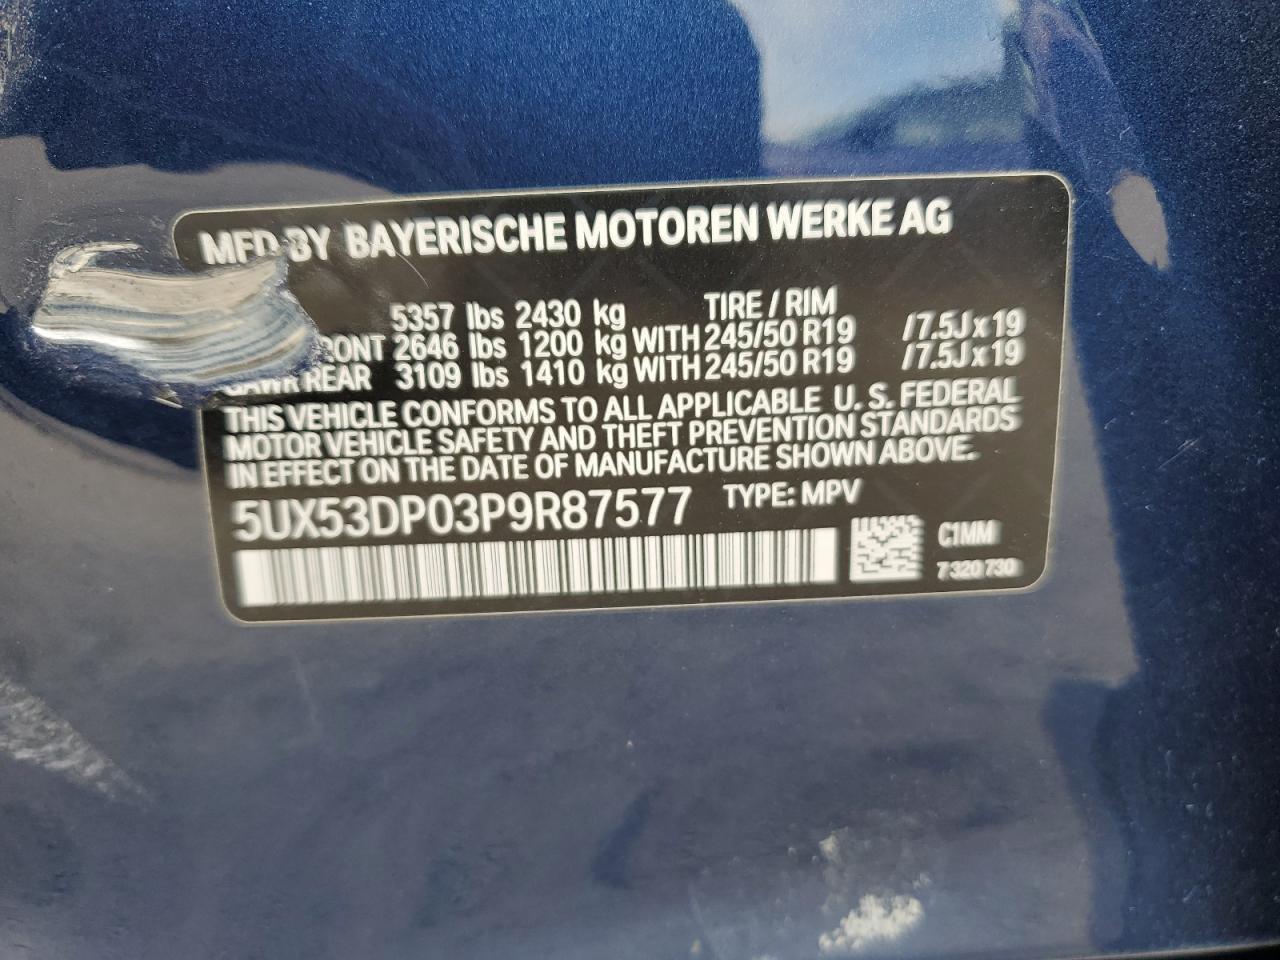 MFD BY BAYERISCHE MOTOREN WERKE AG
5357 lbs 2430 kg TIRE / RIM
2646 lbs 1200 kg WITH 245/50 R19 /7.5J x 19
REAR 3109 lbs 1410 kg WITH 245/50 R19 /7.5J x 19
THIS VEHICLE CONFORMS TO ALL APPLICABLE U. S. FEDERAL
MOTOR VEHICLE SAFETY AND THEFT PREVENTION STANDARDS
IN EFFECT ON THE DATE OF MANUFACTURE SHOWN ABOVE.
5UX53DP03P9R87577 TYPE: MPV
C1MM
7 320 730